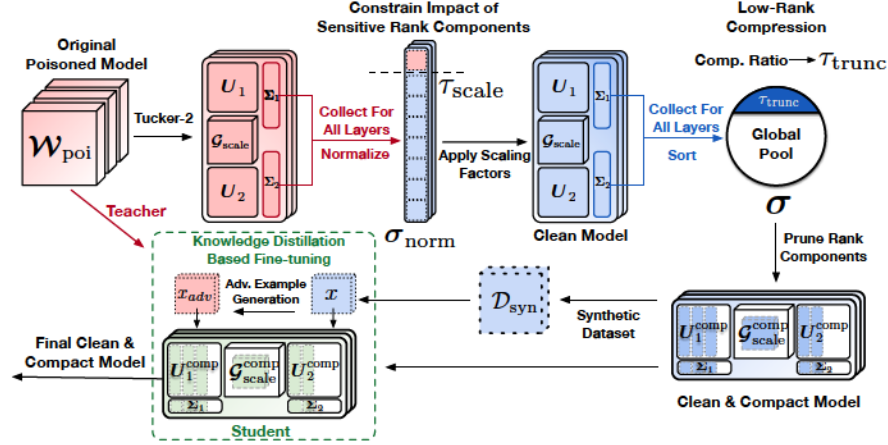 Original
Poisoned Model
𝓦poi
Tucker-2
U1
Σ1
𝒢scale
U2
Σ2
Collect For
All Layers
Normalize
Constrain Impact of
Sensitive Rank Components
τscale
σnorm
Apply Scaling
Factors
U1
Σ1
𝒢scale
U2
Σ2
Clean Model
Collect For
All Layers
Sort
Low-Rank
Compression
Comp. Ratio → τtrunc
τtrunc
Global
Pool
σ
Prune Rank
Components
U1comp
𝒢scalecomp
U2comp
Σ1
Σ2
Clean & Compact Model
Synthetic
Dataset
𝒟syn
Teacher
Knowledge Distillation
Based Fine-tuning
xadv
Adv. Example
Generation
x
U1comp
𝒢scalecomp
U2comp
Σ1
Σ2
Student
Final Clean &
Compact Model